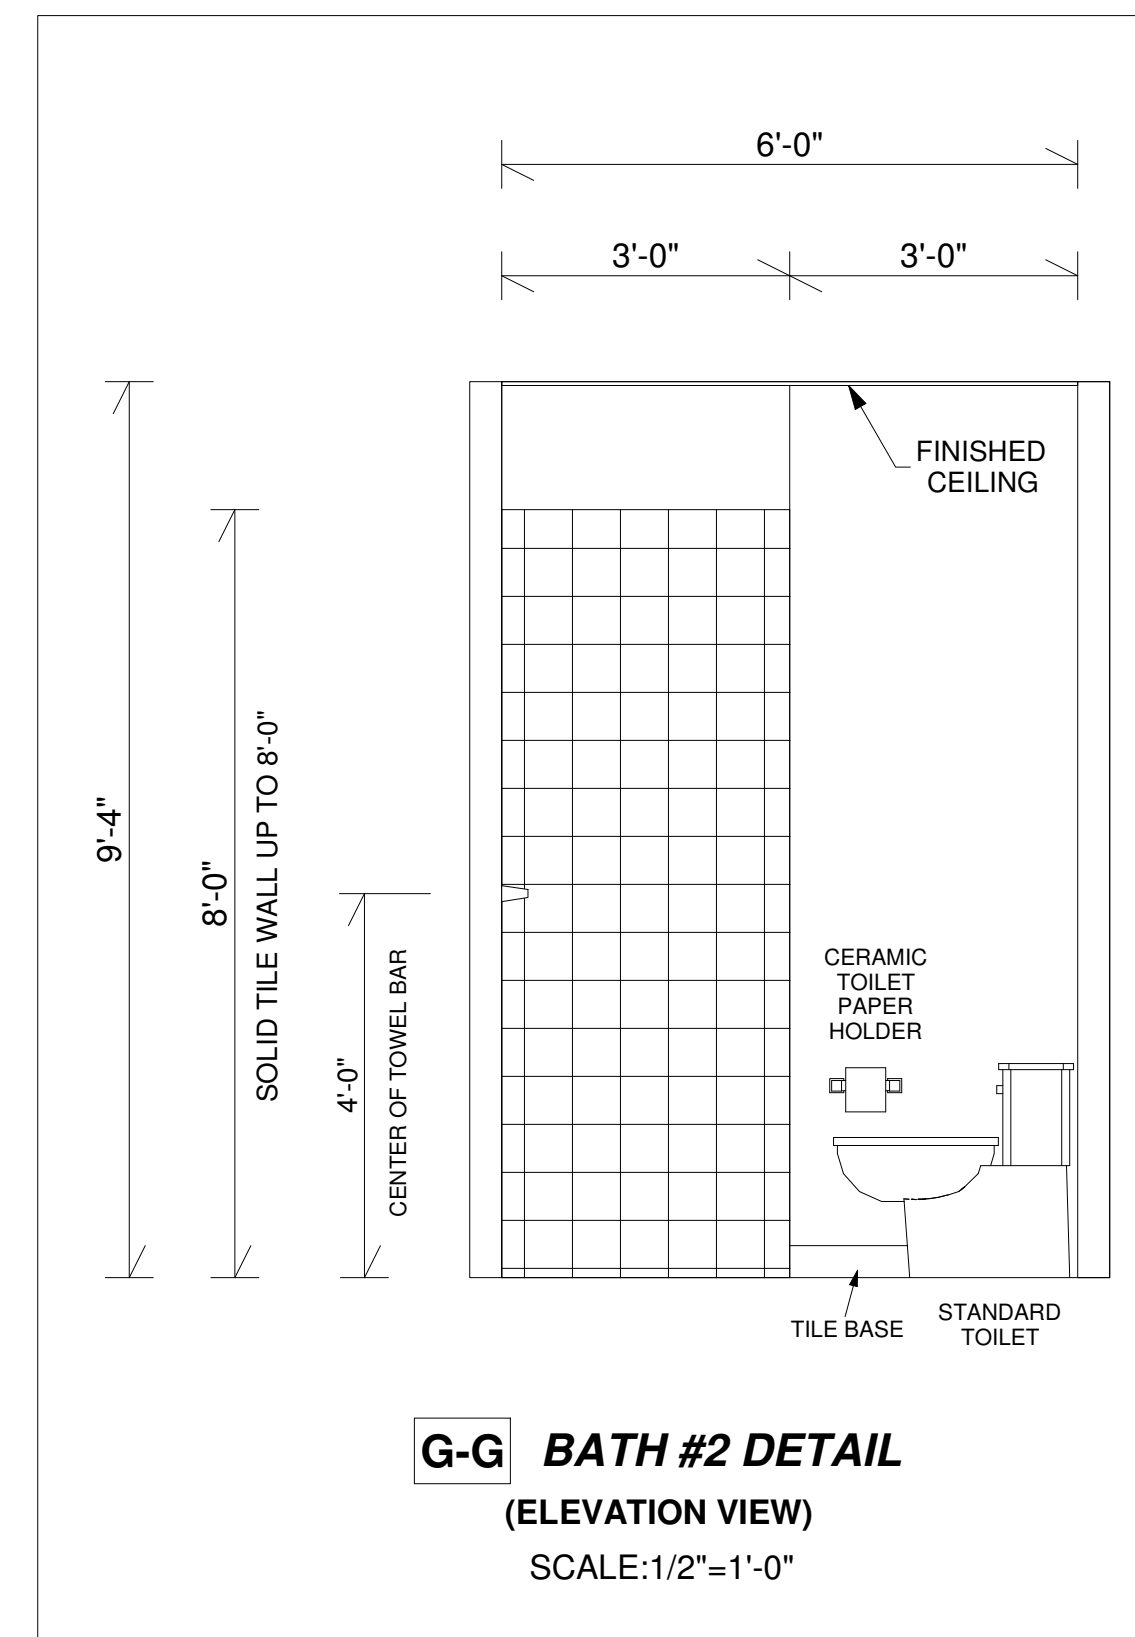 6'-0"
3'-0"
3'-0"
FINISHED
CEILING
9'-4"
8'-0"
SOLID TILE WALL UP TO 8'-0"
4'-0"
CENTER OF TOWEL BAR
CERAMIC
TOILET
PAPER
HOLDER
TILE BASE
STANDARD
TOILET
G-G BATH #2 DETAIL
(ELEVATION VIEW)
SCALE:1/2"=1'-0"